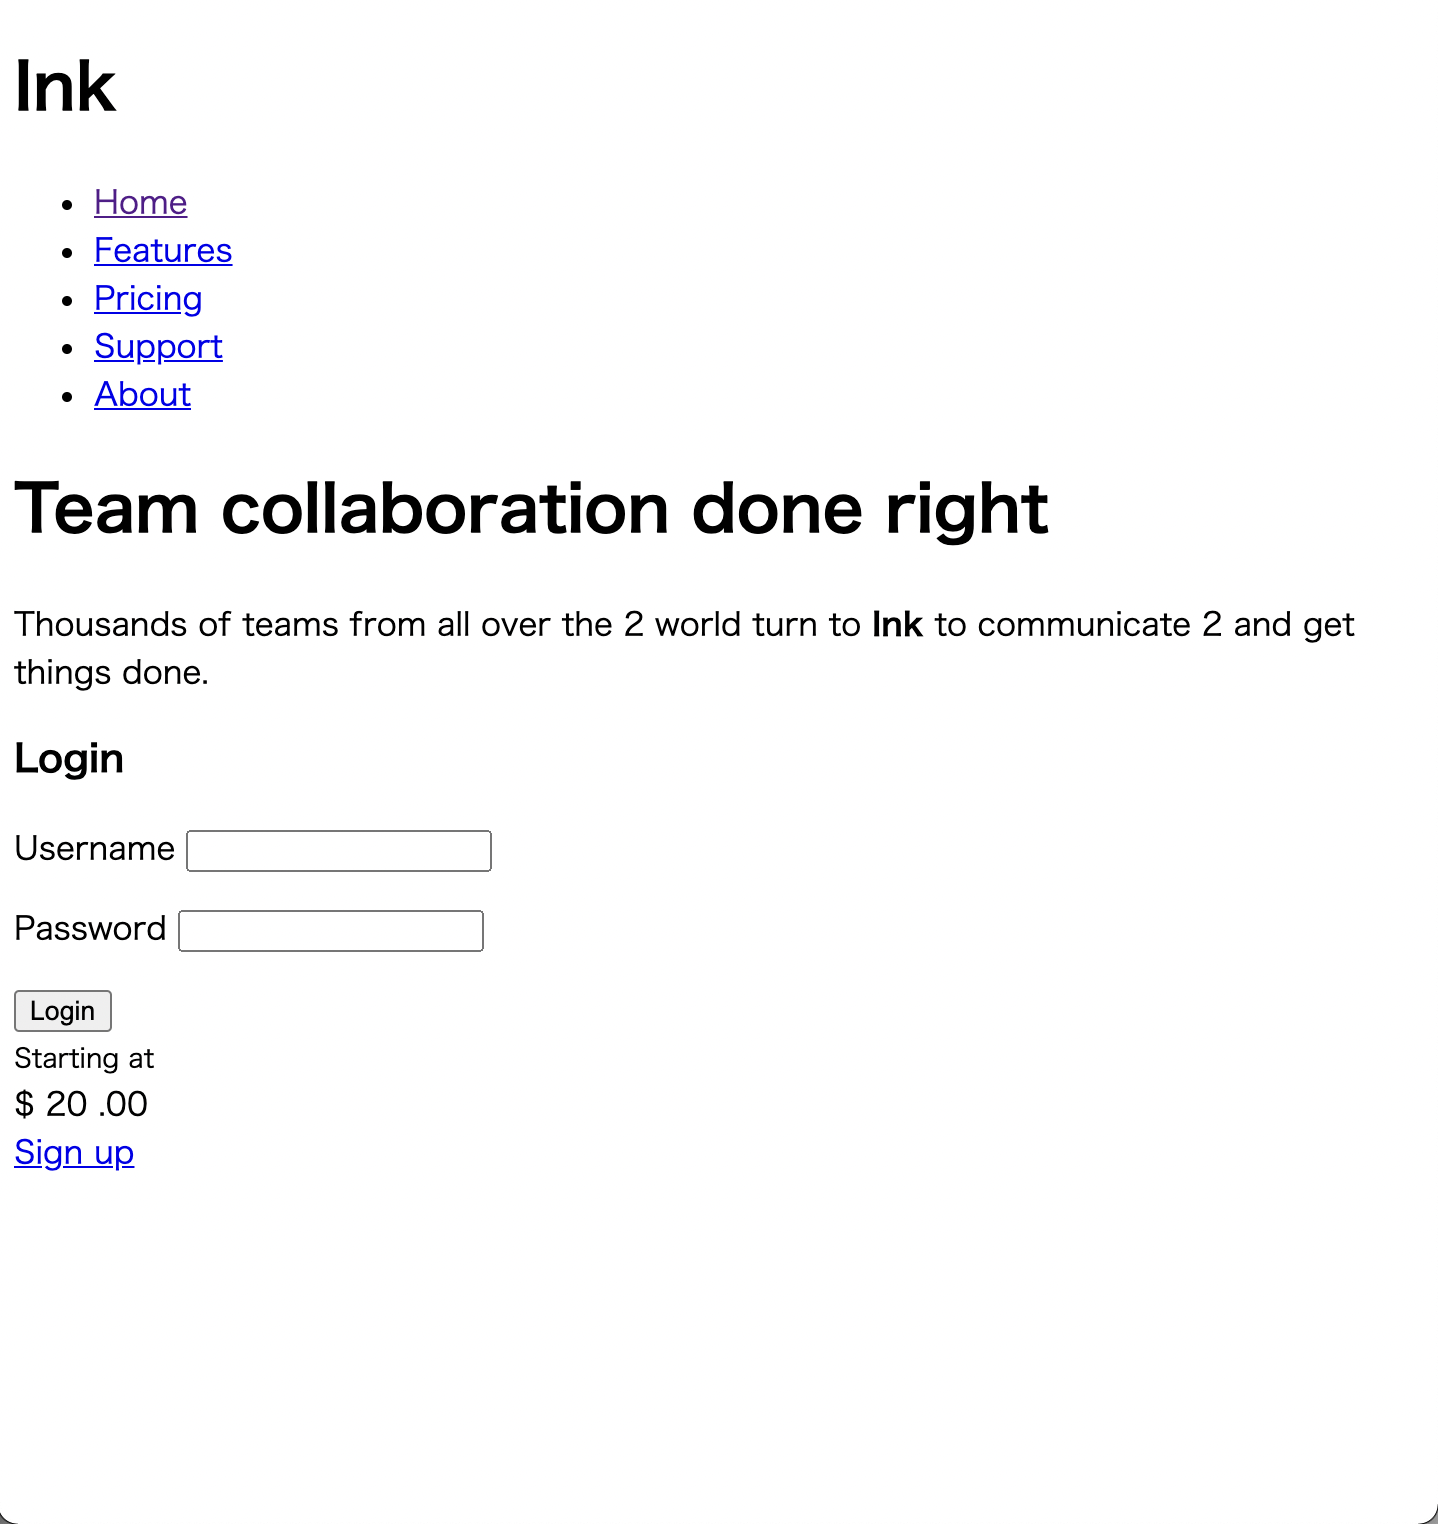 Ink
Home
Features
Pricing
Support
About
Team collaboration done right
Thousands of teams from all over the 2 world turn to Ink to communicate 2 and get
things done.
Login
Username
Password
Login
Starting at
$ 20 .00
Sign up